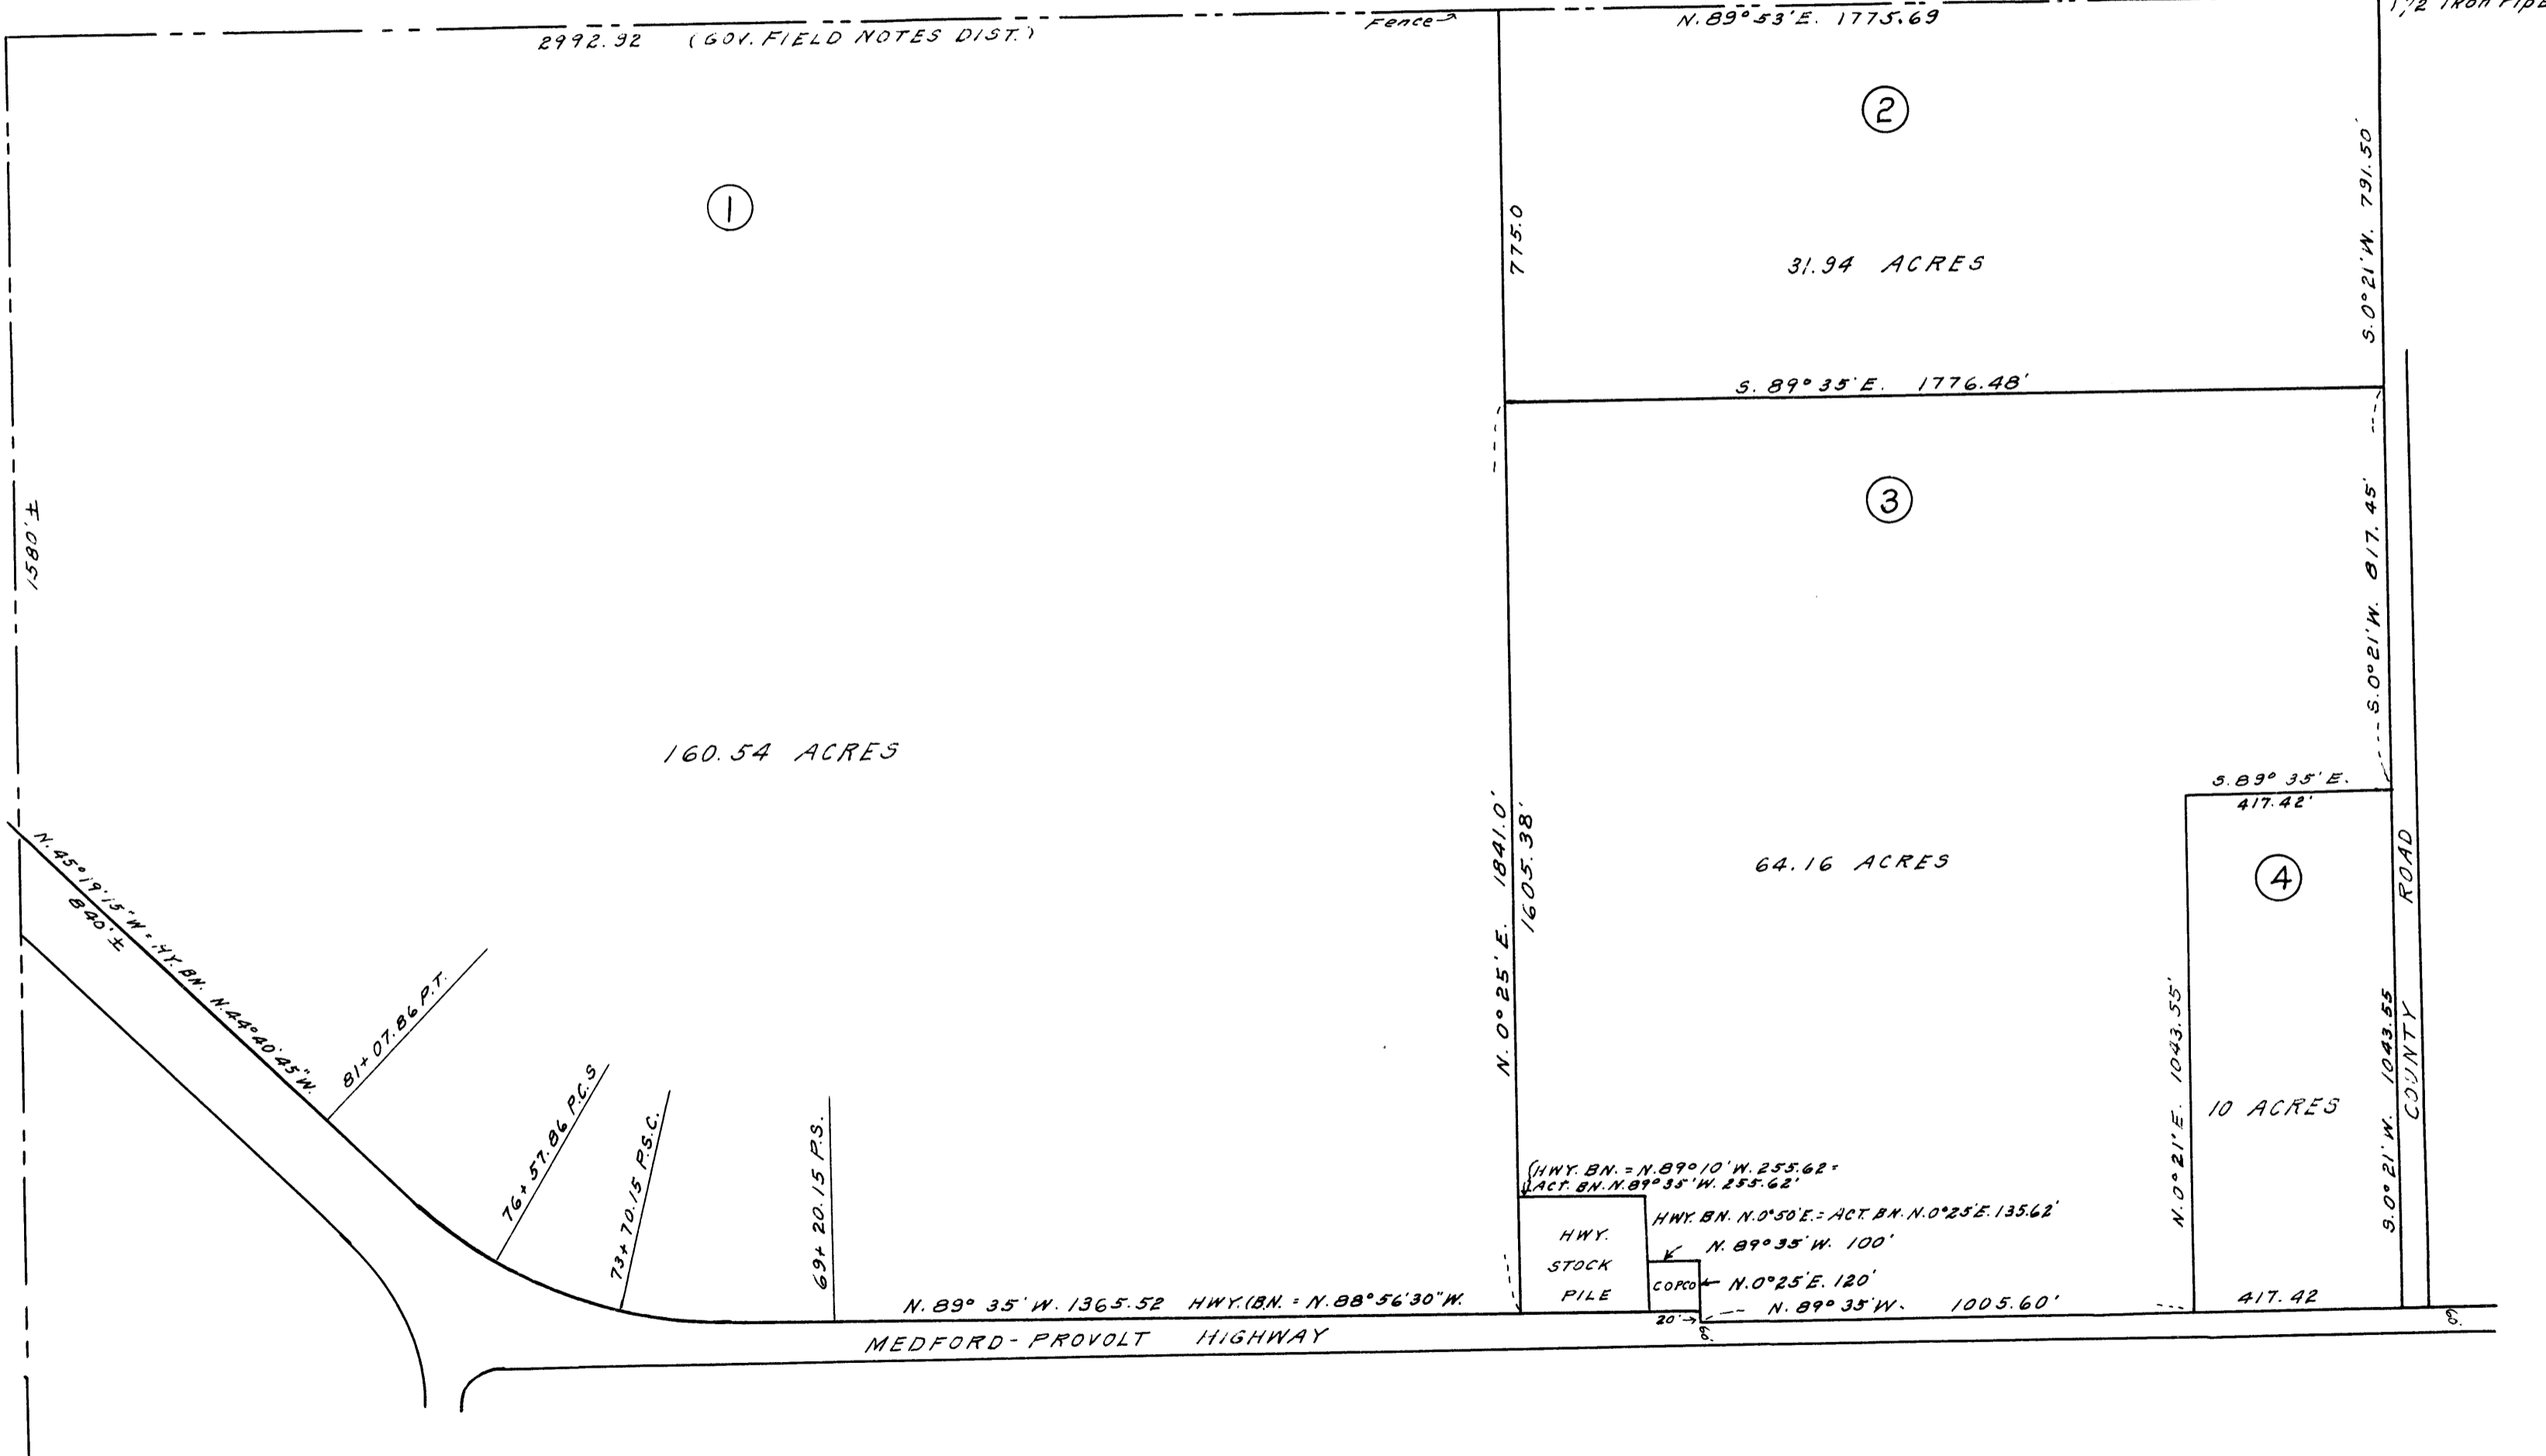 Fence
N. 89° 53' E. 1775.69
2992.92 (GOV. FIELD NOTES DIST.)
2
1
775.0
S. 0° 21' W. 791.50'
31.94 ACRES
S. 89° 35' E. 1776.48'
1580' ±
3
S. 0° 21' W. 817.45'
160.54 ACRES
S. 89° 35' E.
417.42'
N. 0° 25' E. 1841.0'
1605.38'
64.16 ACRES
4
COUNTY ROAD
N. 45° 19' 15" W = HY. BN. N. 44° 40' 45" W.
840' ±
81+07.86 P.T.
76+57.86 P.C.S
73+70.15 P.S.C.
69+20.15 P.S.
N. 0° 21' E. 1043.55'
10 ACRES
S. 0° 21' W. 1043.55
HWY. BN. = N. 89° 10' W. 255.62 =
ACT. BN. N. 89° 35' W. 255.62'
HWY. BN. N. 0° 50' E. = ACT. BN. N. 0° 25' E. 135.62'
HWY.
STOCK
PILE
N. 89° 35' W. 100'
COPCO
N. 0° 25' E. 120'
N. 89° 35' W. 1365.52 HWY. (BN. = N. 88° 56' 30" W.
N. 89° 35' W. 1005.60'
417.42
20'
MEDFORD - PROVOLT HIGHWAY